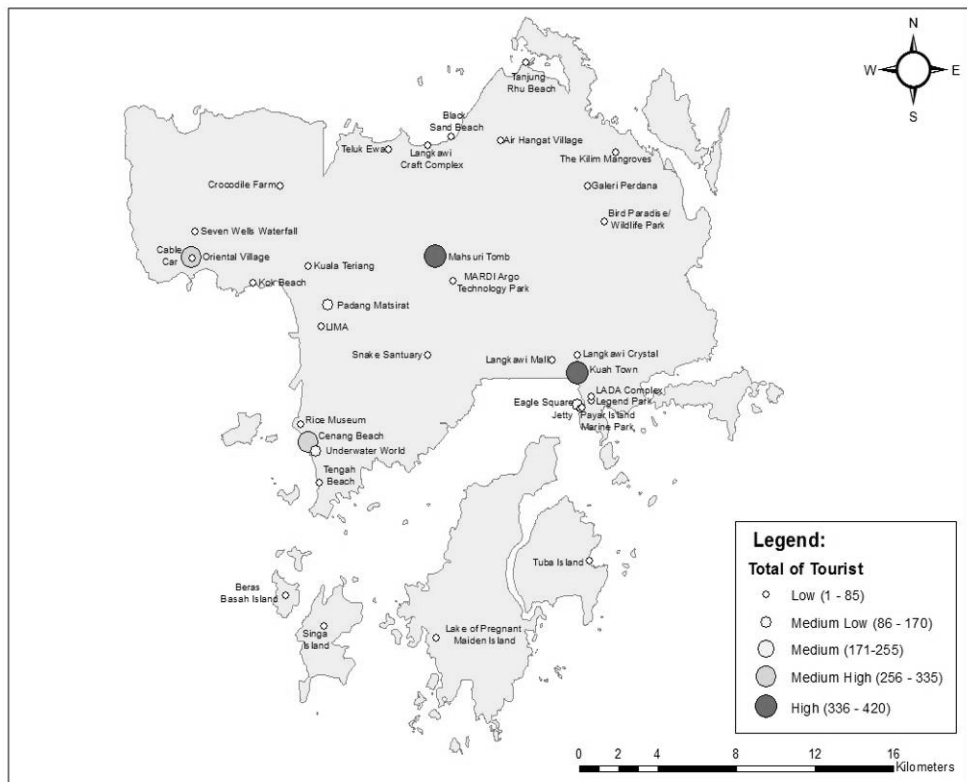 N
W
E
S
Tanjung
Rhu Beach
Black
Sand Beach
Air Hangat Village
Teluk Ewa
Langkawi
Craft Complex
The Kilim Mangroves
Crocodile Farm
Galeri Perdana
Bird Paradise/
Wildlife Park
Seven Wells Waterfall
Cable
Car
Oriental Village
Mahsuri Tomb
Kuala Teriang
Kok Beach
MARDI Argo
Technology Park
Padang Matsirat
LIMA
Snake Santuary
Langkawi Mall
Langkawi Crystal
Kuah Town
LADA Complex
Legend Park
Eagle Square
Jetty
Payar Island
Marine Park
Rice Museum
Cenang Beach
Underwater World
Tengah
Beach
Tuba Island
Beras
Basah Island
Singa
Island
Lake of Pregnant
Maiden Island
Legend:
Total of Tourist
Low (1 - 85)
Medium Low (86 - 170)
Medium (171-255)
Medium High (256 - 335)
High (336 - 420)
0 2 4 8 12 16
Kilometers